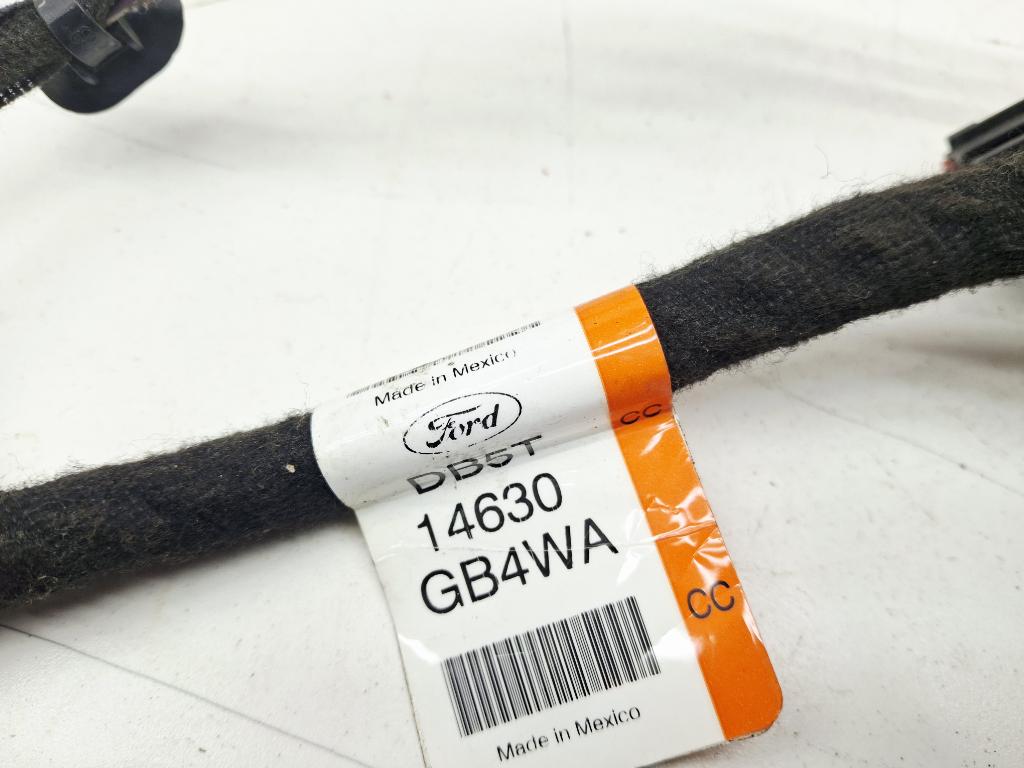 Made in Mexico
Ford
DB5T
14630
GB4WA
CC
CC
Made in Mexico